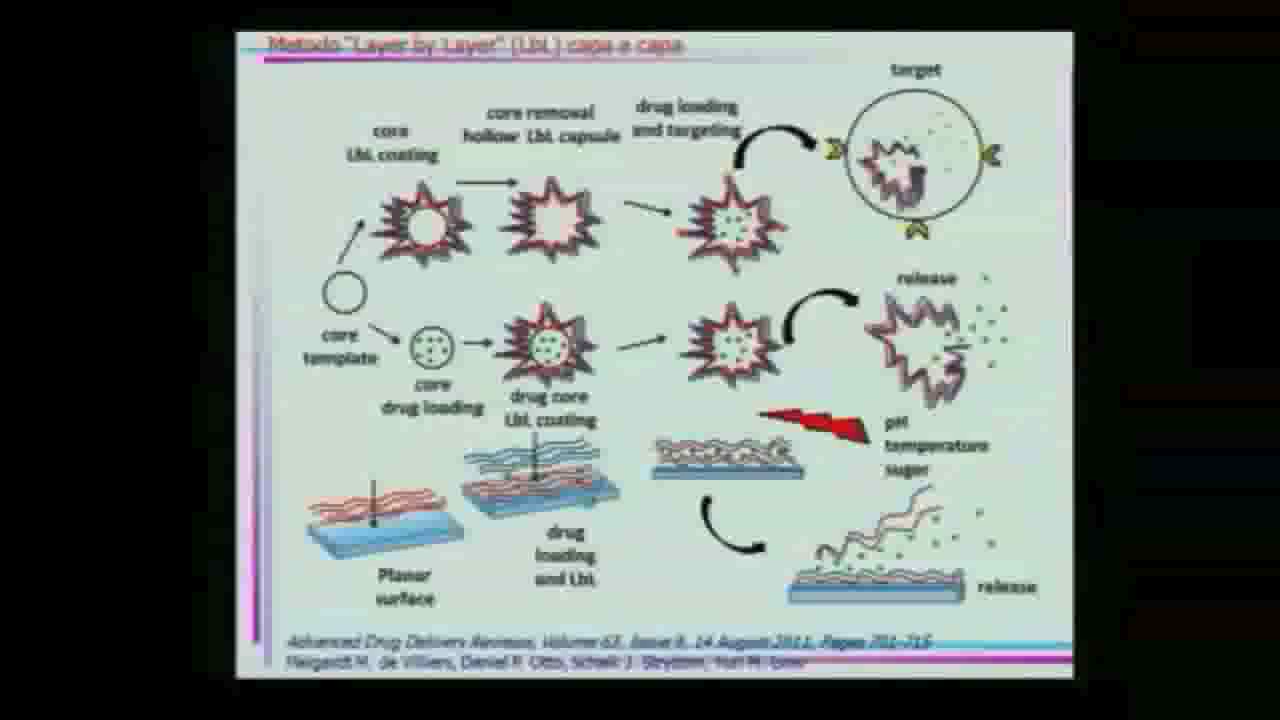 Metodo "Layer by Layer" (LbL) capa e capa
target
core removal
hollow LbL capsule
drug loading
and targeting
core
LbL coating
release
core
template
core
drug loading
drug core
LbL coating
pH
temperature
sugar
drug
loading
and LbL
Planar
surface
release
Advanced Drug Delivery Reviews, Volume 63, Issue 9, 14 August 2011, Pages 701-715
de Villiers, Daniel P. Otto, Schalk J. Strydom, Yuri M.